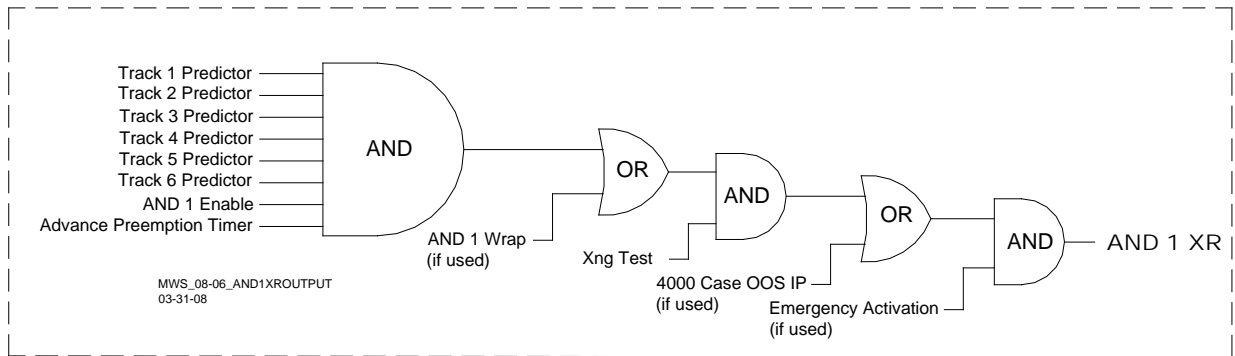 Track 1 Predictor
Track 2 Predictor
Track 3 Predictor
Track 4 Predictor
Track 5 Predictor
Track 6 Predictor
AND 1 Enable
Advance Preemption Timer
AND
OR
AND 1 Wrap
(if used)
AND
Xng Test
OR
4000 Case OOS IP
(if used)
AND
Emergency Activation
(if used)
AND 1 XR
MWS_08-06_AND1XROUTPUT
03-31-08